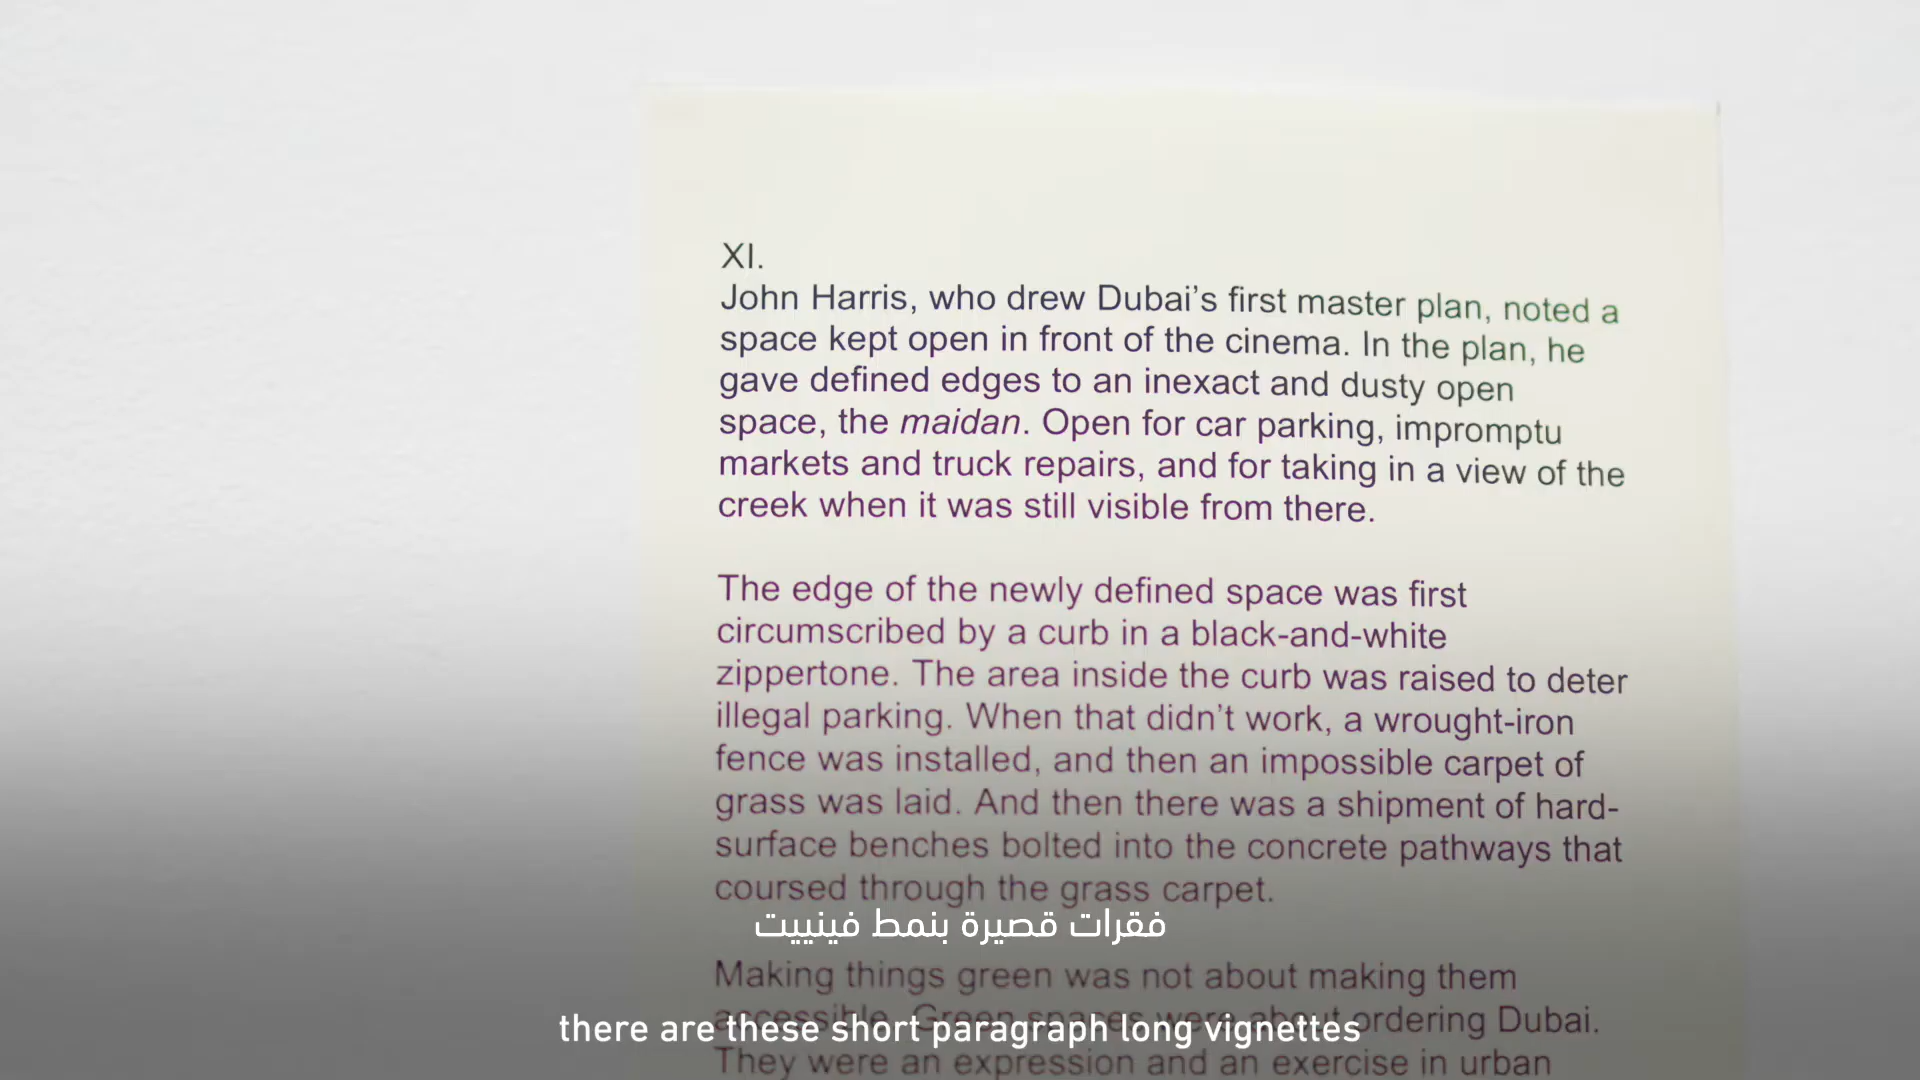 XI.
John Harris, who drew Dubai’s first master plan, noted a
space kept open in front of the cinema. In the plan, he
gave defined edges to an inexact and dusty open
space, the maidan. Open for car parking, impromptu
markets and truck repairs, and for taking in a view of the
creek when it was still visible from there.
The edge of the newly defined space was first
circumscribed by a curb in a black-and-white
zippertone. The area inside the curb was raised to deter
illegal parking. When that didn’t work, a wrought-iron
fence was installed, and then an impossible carpet of
grass was laid. And then there was a shipment of hard-
surface benches bolted into the concrete pathways that
coursed through the grass carpet.
فقرات قصيرة بنمط فينييت
Making things green was not about making them
accessible. Green spaces were about ordering Dubai.
there are these short paragraph long vignettes
They were an expression and an exercise in urban